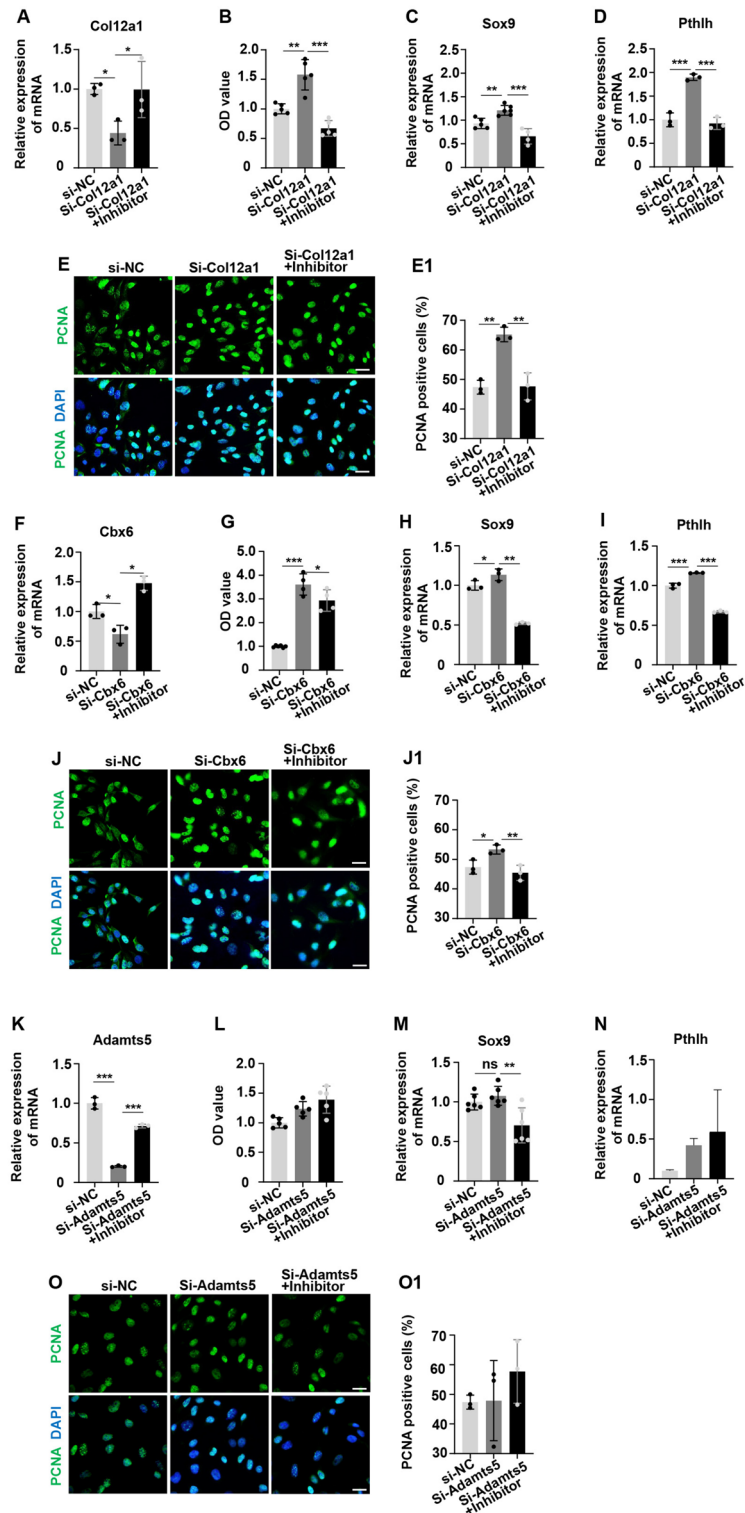 A
Col12a1
Relative expression
of mRNA
1.5
1.0
0.5
0
*
*
si-NC
Si-Col12a1
Si-Col12a1
+Inhibitor
B
OD value
2.0
1.5
1.0
0.5
0
**
***
si-NC
Si-Col12a1
Si-Col12a1
+Inhibitor
C
Sox9
Relative expression
of mRNA
2.5
2.0
1.5
1.0
0.5
0
**
***
si-NC
Si-Col12a1
Si-Col12a1
+Inhibitor
D
Pthlh
Relative expression
of mRNA
2.5
2.0
1.5
1.0
0.5
0
***
***
si-NC
Si-Col12a1
Si-Col12a1
+Inhibitor
E
si-NC
Si-Col12a1
Si-Col12a1
+Inhibitor
PCNA
PCNA DAPI
E1
PCNA positive cells (%)
80
70
60
50
40
30
**
**
si-NC
Si-Col12a1
Si-Col12a1
+Inhibitor
F
Cbx6
Relative expression
of mRNA
2.0
1.5
1.0
0.5
0
*
*
si-NC
Si-Cbx6
Si-Cbx6
+Inhibitor
G
OD value
5.0
4.0
3.0
2.0
1.0
0
***
*
si-NC
Si-Cbx6
Si-Cbx6
+Inhibitor
H
Sox9
Relative expression
of mRNA
1.5
1.0
0.5
0
*
**
si-NC
Si-Cbx6
Si-Cbx6
+Inhibitor
I
Pthlh
Relative expression
of mRNA
1.5
1.0
0.5
0
***
***
si-NC
Si-Cbx6
Si-Cbx6
+Inhibitor
J
si-NC
Si-Cbx6
Si-Cbx6
+Inhibitor
PCNA
PCNA DAPI
J1
PCNA positive cells (%)
70
60
50
40
30
*
**
si-NC
Si-Cbx6
Si-Cbx6
+Inhibitor
K
Adamts5
Relative expression
of mRNA
1.5
1.0
0.5
0
***
***
si-NC
Si-Adamts5
Si-Adamts5
+Inhibitor
L
OD value
2.0
1.5
1.0
0.5
0
si-NC
Si-Adamts5
Si-Adamts5
+Inhibitor
M
Sox9
Relative expression
of mRNA
1.5
1.0
0.5
0
ns
**
si-NC
Si-Adamts5
Si-Adamts5
+Inhibitor
N
Pthlh
Relative expression
of mRNA
1.5
1.0
0.5
0
si-NC
Si-Adamts5
Si-Adamts5
+Inhibitor
O
si-NC
Si-Adamts5
Si-Adamts5
+Inhibitor
PCNA
PCNA DAPI
O1
PCNA positive cells (%)
70
60
50
40
30
si-NC
Si-Adamts5
Si-Adamts5
+Inhibitor